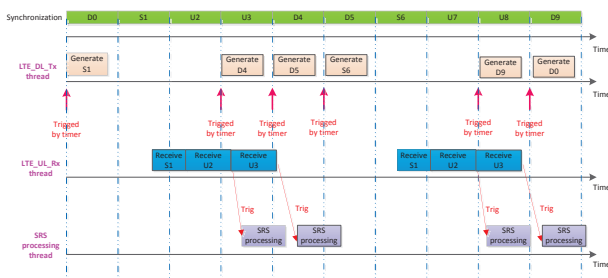 Synchronization D0 S1 U2 U3 D4 D5 S6 U7 U8 D9
Time
LTE_DL_Tx thread
Generate S1
Generate D4
Generate D5
Generate S6
Generate D9
Generate D0
Time
Trigged by timer
Trigged by timer
Trigged by timer
Trigged by timer
Trigged by timer
Trigged by timer
LTE_UL_Rx thread
Receive S1
Receive U2
Receive U3
Receive S1
Receive U2
Receive U3
Time
Trig
Trig
Trig
Trig
SRS processing thread
SRS processing
SRS processing
SRS processing
SRS processing
Time